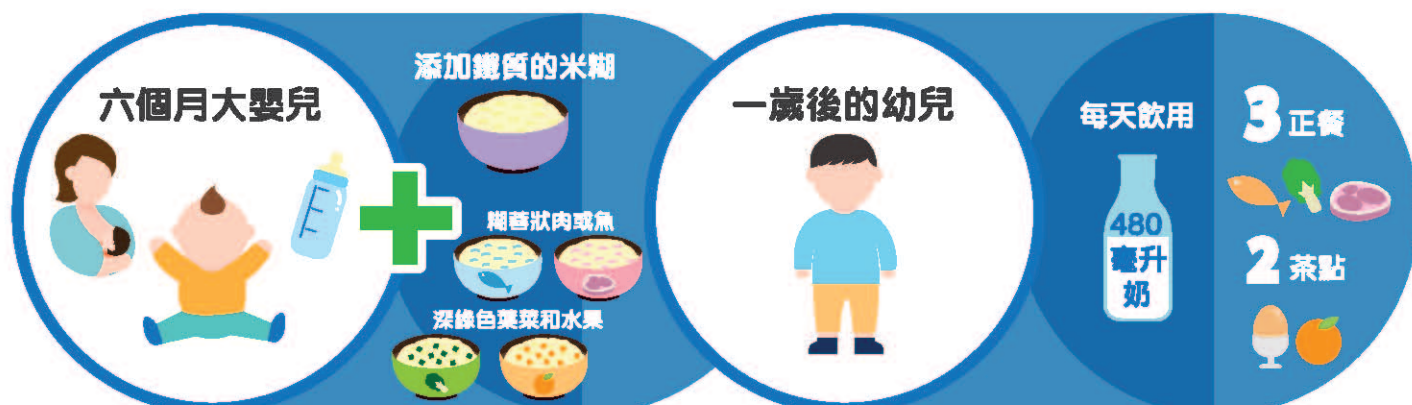 六個月大嬰兒
添加鐵質的米糊
糊蓉狀肉或魚
深綠色葉菜和水果
一歲後的幼兒
每天飲用
480
毫升
奶
3 正餐
2 茶點